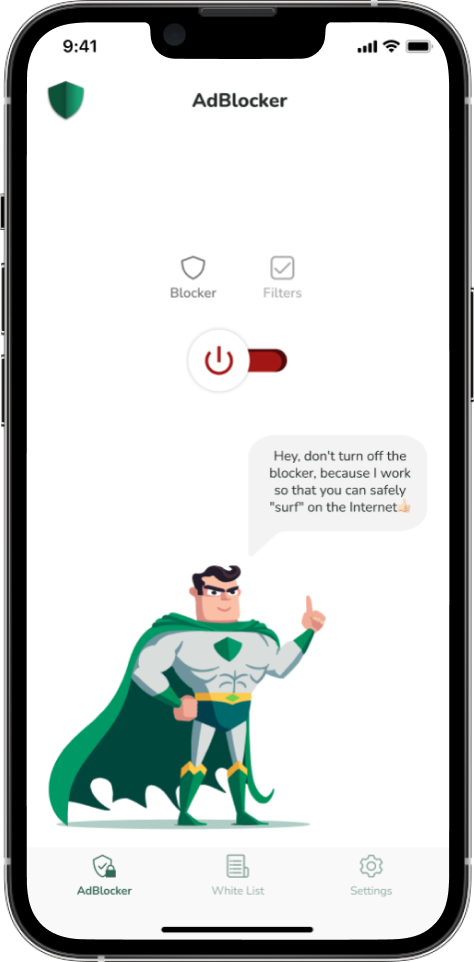 9:41
AdBlocker
Blocker
Filters
Hey, don't turn off the
blocker, because I work
so that you can safely
"surf" on the Internet👍🏻
AdBlocker
White List
Settings